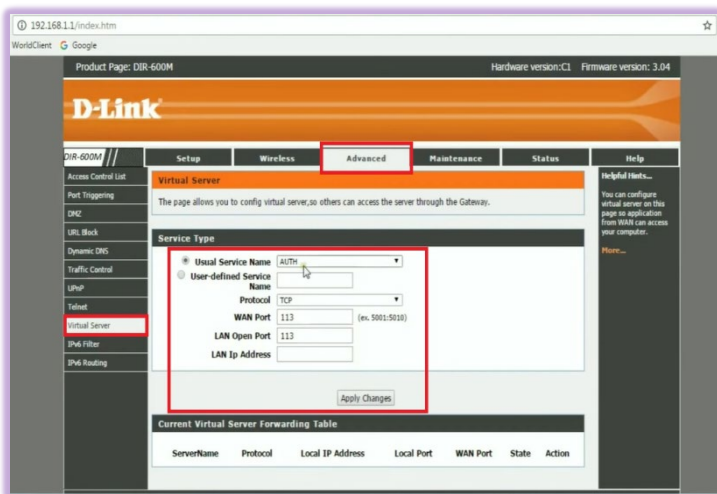 192.168.1.1/index.htm
WorldClient G Google
Product Page: DIR-600M Hardware version:C1 Firmware version: 3.04
D-Link
DIR-600M Setup Wireless Advanced Maintenance Status Help
Access Control List
Port Triggering
DMZ
URL Block
Dynamic DNS
Traffic Control
UPnP
Telnet
Virtual Server
IPv6 Filter
IPv6 Routing
Virtual Server
The page allows you to config virtual server,so others can access the server through the Gateway.
Service Type
Usual Service Name AUTH
User-defined Service
Name
Protocol TCP
WAN Port 113 (ex. 5001:5010)
LAN Open Port 113
LAN Ip Address
Apply Changes
Current Virtual Server Forwarding Table
ServerName Protocol Local IP Address Local Port WAN Port State Action
Helpful Hints...
You can configure
virtual server on this
page so application
from WAN can access
your computer.
More...